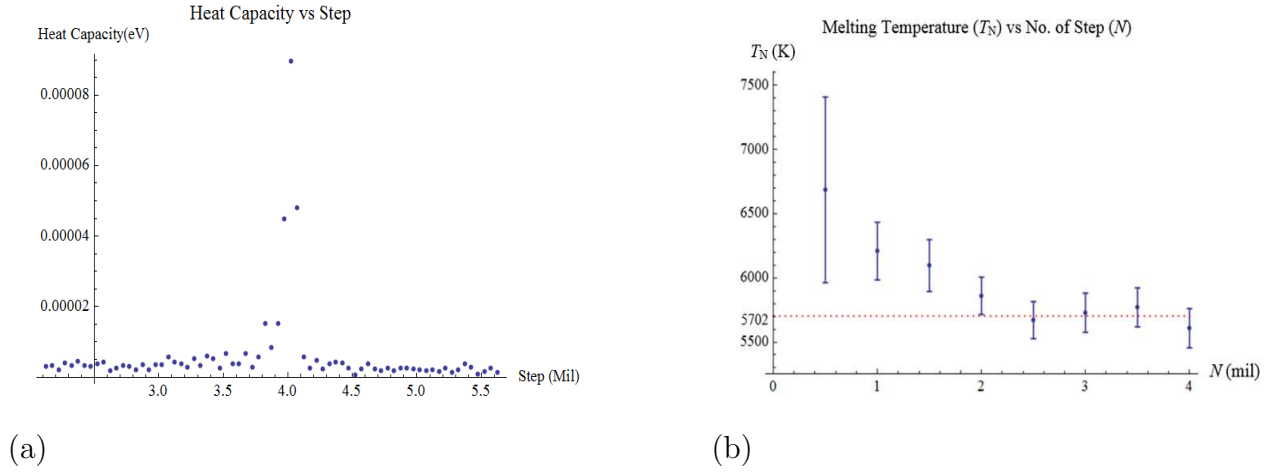 Heat Capacity vs Step
Heat Capacity(eV)
0.00008
0.00006
0.00004
0.00002
3.0 3.5 4.0 4.5 5.0 5.5
Step (Mil)
(a)
Melting Temperature (T_N) vs No. of Step (N)
T_N (K)
7500
7000
6500
6000
5702
5500
0 1 2 3 4
N (mil)
(b)